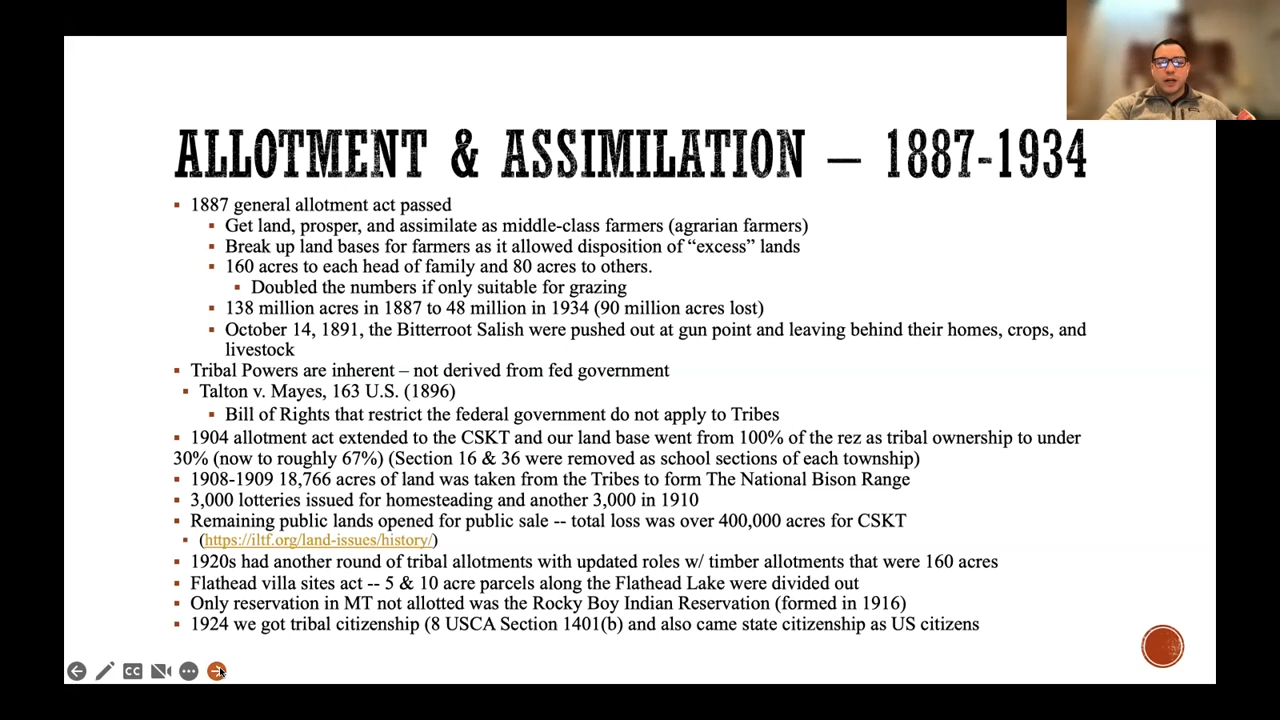 ALLOTMENT & ASSIMILATION – 1887-1934
▪ 1887 general allotment act passed
▪ Get land, prosper, and assimilate as middle-class farmers (agrarian farmers)
▪ Break up land bases for farmers as it allowed disposition of “excess” lands
▪ 160 acres to each head of family and 80 acres to others.
▪ Doubled the numbers if only suitable for grazing
▪ 138 million acres in 1887 to 48 million in 1934 (90 million acres lost)
▪ October 14, 1891, the Bitterroot Salish were pushed out at gun point and leaving behind their homes, crops, and
livestock
▪ Tribal Powers are inherent – not derived from fed government
▪ Talton v. Mayes, 163 U.S. (1896)
▪ Bill of Rights that restrict the federal government do not apply to Tribes
▪ 1904 allotment act extended to the CSKT and our land base went from 100% of the rez as tribal ownership to under
30% (now to roughly 67%) (Section 16 & 36 were removed as school sections of each township)
▪ 1908-1909 18,766 acres of land was taken from the Tribes to form The National Bison Range
▪ 3,000 lotteries issued for homesteading and another 3,000 in 1910
▪ Remaining public lands opened for public sale -- total loss was over 400,000 acres for CSKT
▪ (https://iltf.org/land-issues/history/)
▪ 1920s had another round of tribal allotments with updated roles w/ timber allotments that were 160 acres
▪ Flathead villa sites act -- 5 & 10 acre parcels along the Flathead Lake were divided out
▪ Only reservation in MT not allotted was the Rocky Boy Indian Reservation (formed in 1916)
▪ 1924 we got tribal citizenship (8 USCA Section 1401(b) and also came state citizenship as US citizens
CC